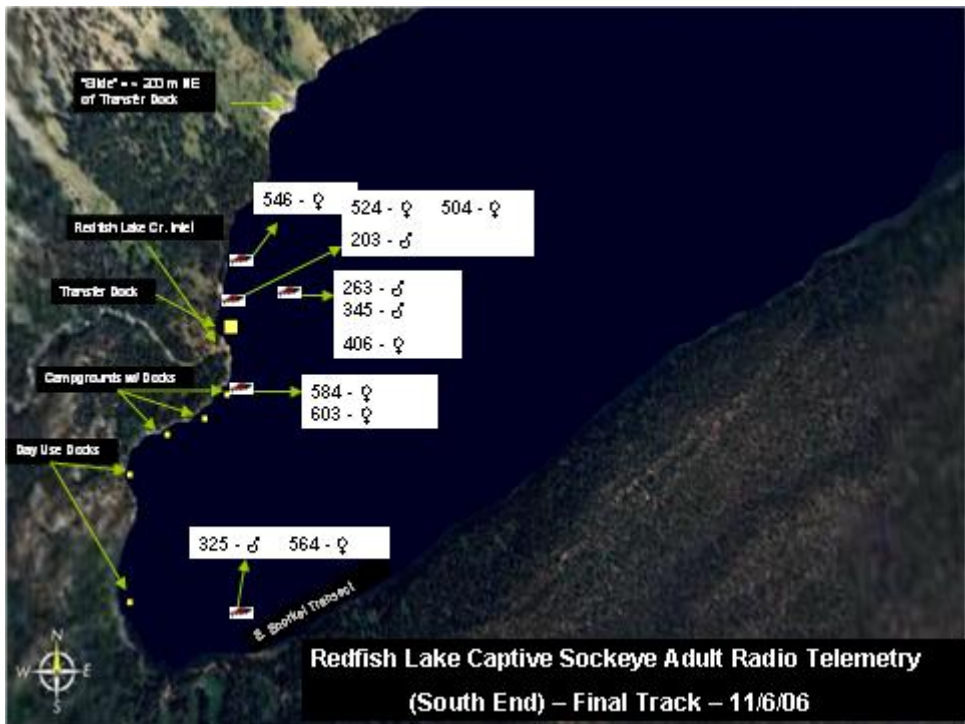 "Slide" = ~ 200 m NE
of Transfer Dock
546 - ♀
524 - ♀ 504 - ♀
203 - ♂
Redfish Lake Cr. Inlet
263 - ♂
345 - ♂
406 - ♀
Transfer Dock
Campgrounds w/ Docks
584 - ♀
603 - ♀
Day Use Docks
325 - ♂ 564 - ♀
S. Snorkel Transect
N
W E
S
Redfish Lake Captive Sockeye Adult Radio Telemetry
(South End) – Final Track – 11/6/06